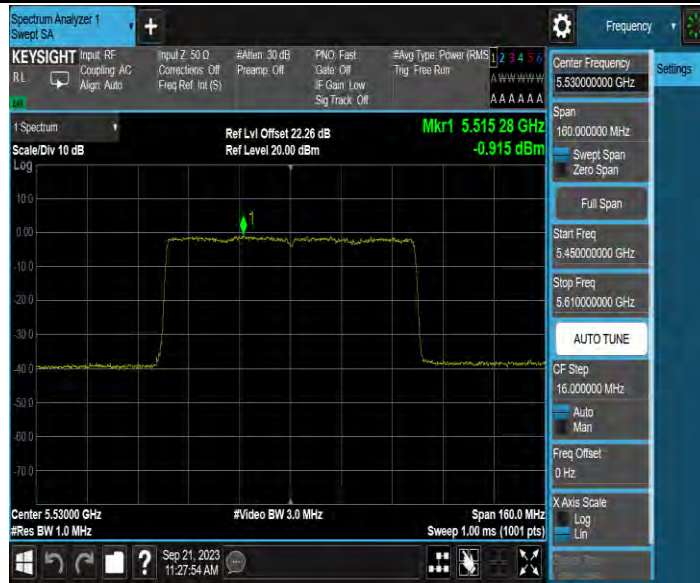 Spectrum Analyzer 1
Swept SA
Frequency
KEYSIGHT
RL
Input: RF
Coupling: AC
Align: Auto
Input Z: 50 Ω
Corrections: Off
Freq Ref: Int (S)
#Atten: 30 dB
Preamp: Off
PNO: Fast
Gate: Off
IF Gain: Low
Sig Track: Off
#Avg Type: Power (RMS
Trig: Free Run
1 2 3 4 5 6
A W W W W W
A A A A A A
1 Spectrum
Scale/Div 10 dB
Log
Ref Lvl Offset 22.26 dB
Ref Level 20.00 dBm
Mkr1 5.515 28 GHz
-0.915 dBm
1
10.0
0.00
-10.0
-20.0
-30.0
-40.0
-50.0
-60.0
-70.0
Center 5.53000 GHz
#Res BW 1.0 MHz
#Video BW 3.0 MHz
Span 160.0 MHz
Sweep 1.00 ms (1001 pts)
Sep 21, 2023
11:27:54 AM
?
Center Frequency
5.530000000 GHz
Settings
Span
160.000000 MHz
Swept Span
Zero Span
Full Span
Start Freq
5.450000000 GHz
Stop Freq
5.610000000 GHz
AUTO TUNE
CF Step
16.000000 MHz
Auto
Man
Freq Offset
0 Hz
X Axis Scale
Log
Lin